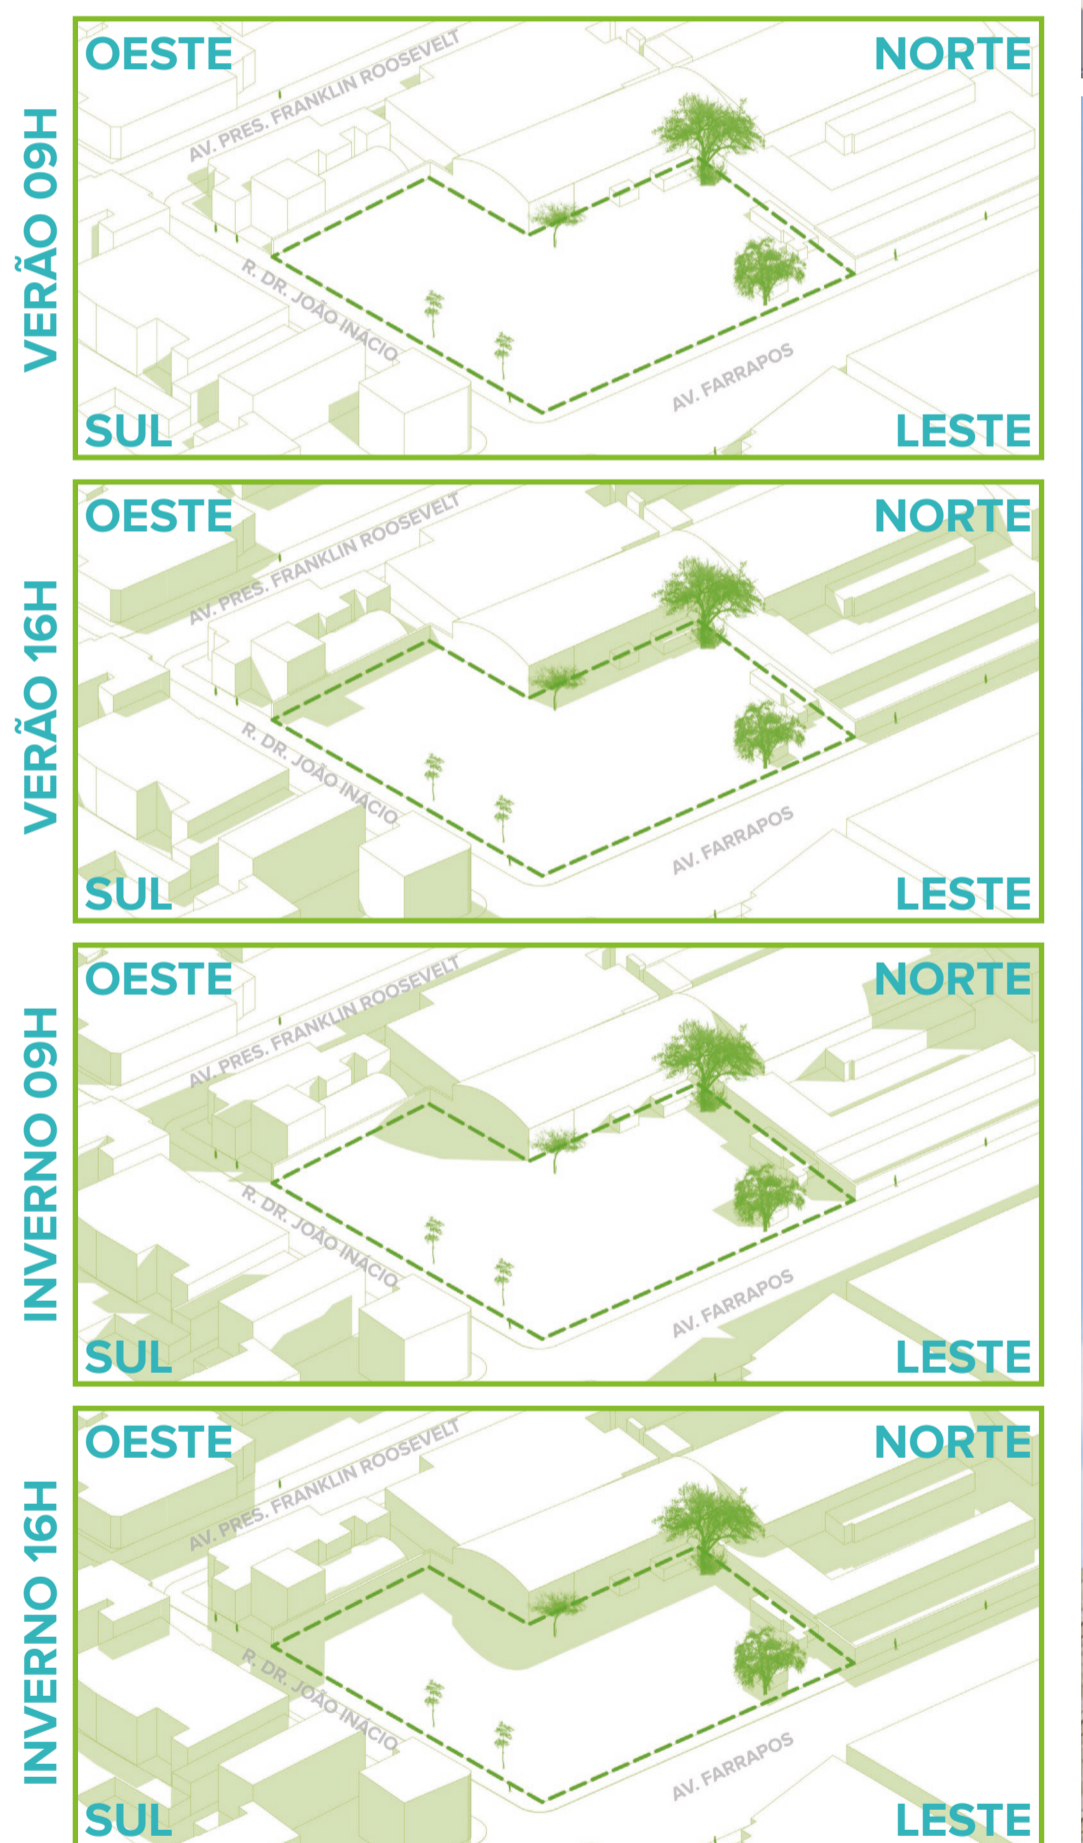 VERÃO 09H
OESTE
NORTE
AV. PRES. FRANKLIN ROOSEVELT
R. DR. JOÃO INÁCIO
AV. FARRAPOS
SUL
LESTE
VERÃO 16H
OESTE
NORTE
AV. PRES. FRANKLIN ROOSEVELT
R. DR. JOÃO INÁCIO
AV. FARRAPOS
SUL
LESTE
INVERNO 09H
OESTE
NORTE
AV. PRES. FRANKLIN ROOSEVELT
R. DR. JOÃO INÁCIO
AV. FARRAPOS
SUL
LESTE
INVERNO 16H
OESTE
NORTE
AV. PRES. FRANKLIN ROOSEVELT
R. DR. JOÃO INÁCIO
AV. FARRAPOS
SUL
LESTE